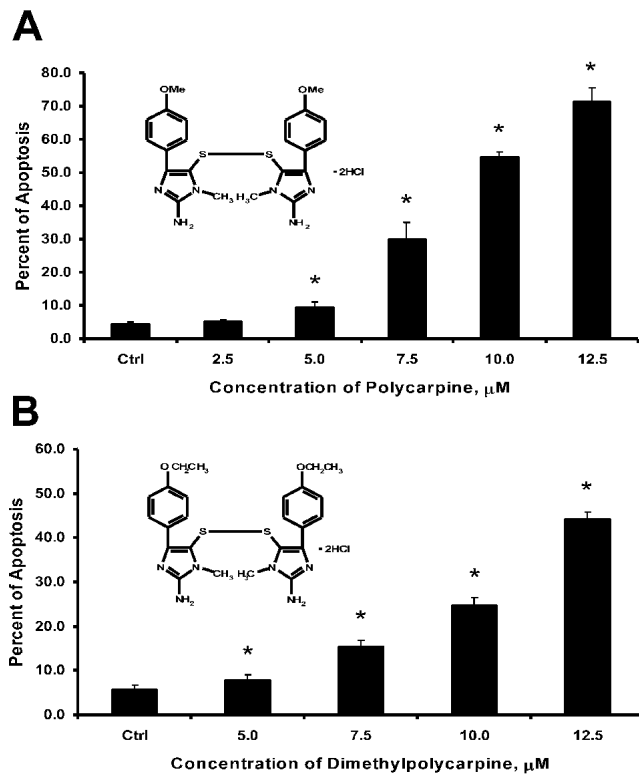 A
80.0
70.0
60.0
50.0
40.0
30.0
20.0
10.0
0.0
Percent of Apoptosis
OMe OMe
S S
N N CH3 H3C N N
NH2 NH2
- 2HCl
* * * *
Ctrl 2.5 5.0 7.5 10.0 12.5
Concentration of Polycarpine, μM
B
60.0
50.0
40.0
30.0
20.0
10.0
0.0
Percent of Apoptosis
OCH2CH3 OCH2CH3
S S
N N CH3 H3C N N
NH2 NH2
- 2HCl
* * * *
Ctrl 5.0 7.5 10.0 12.5
Concentration of Dimethylpolycarpine, μM